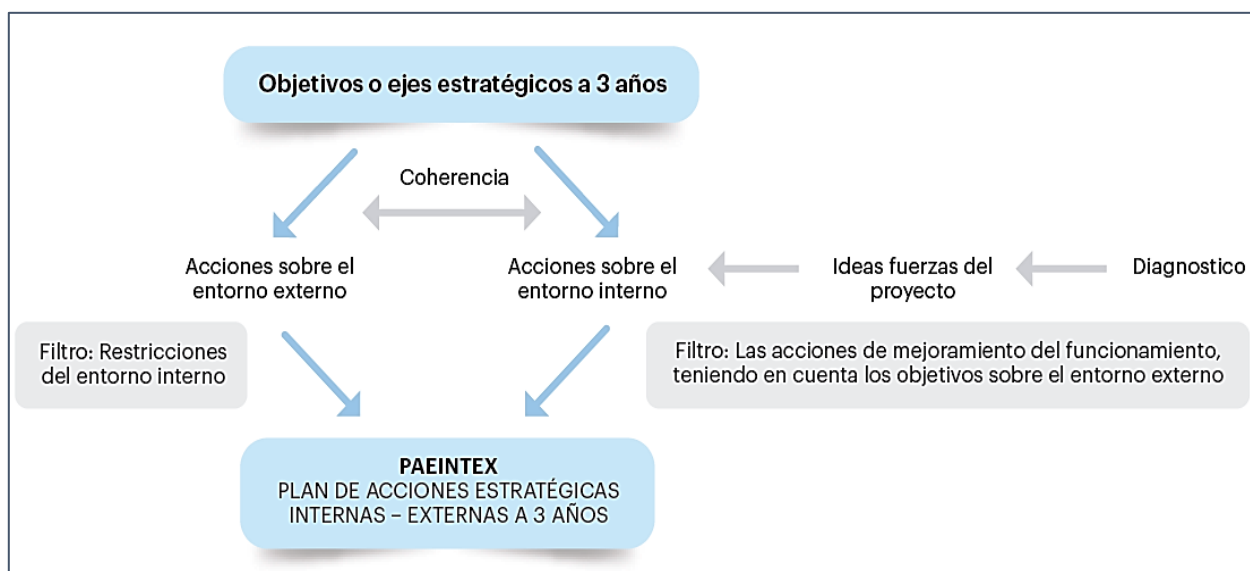 Objetivos o ejes estratégicos a 3 años
Coherencia
Acciones sobre el
entorno externo
Acciones sobre el
entorno interno
Ideas fuerzas del
proyecto
Diagnostico
Filtro: Restricciones
del entorno interno
Filtro: Las acciones de mejoramiento del funcionamiento,
teniendo en cuenta los objetivos sobre el entorno externo
PAEINTEX
PLAN DE ACCIONES ESTRATÉGICAS
INTERNAS – EXTERNAS A 3 AÑOS